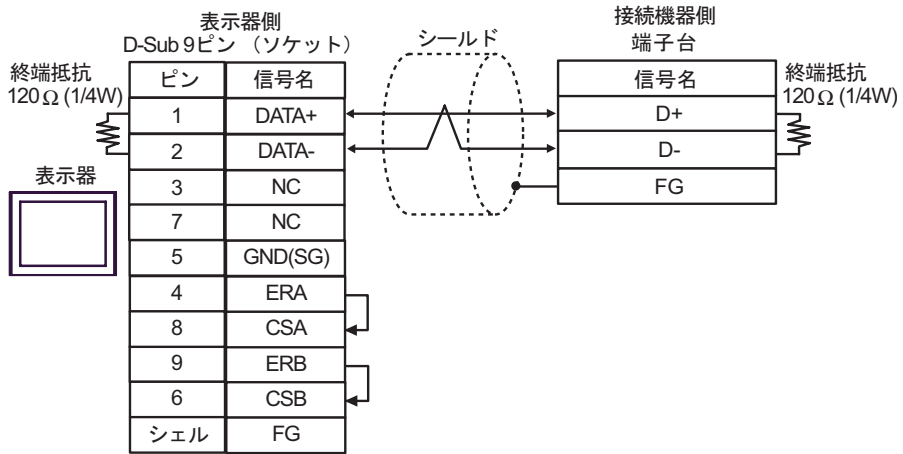 表示器側
D-Sub 9ピン （ソケット）
シールド
接続機器側
端子台
終端抵抗
120Ω(1/4W)
ピン 信号名
1 DATA+
2 DATA-
3 NC
7 NC
5 GND(SG)
4 ERA
8 CSA
9 ERB
6 CSB
シェル FG
表示器
信号名
D+
D-
FG
終端抵抗
120Ω(1/4W)